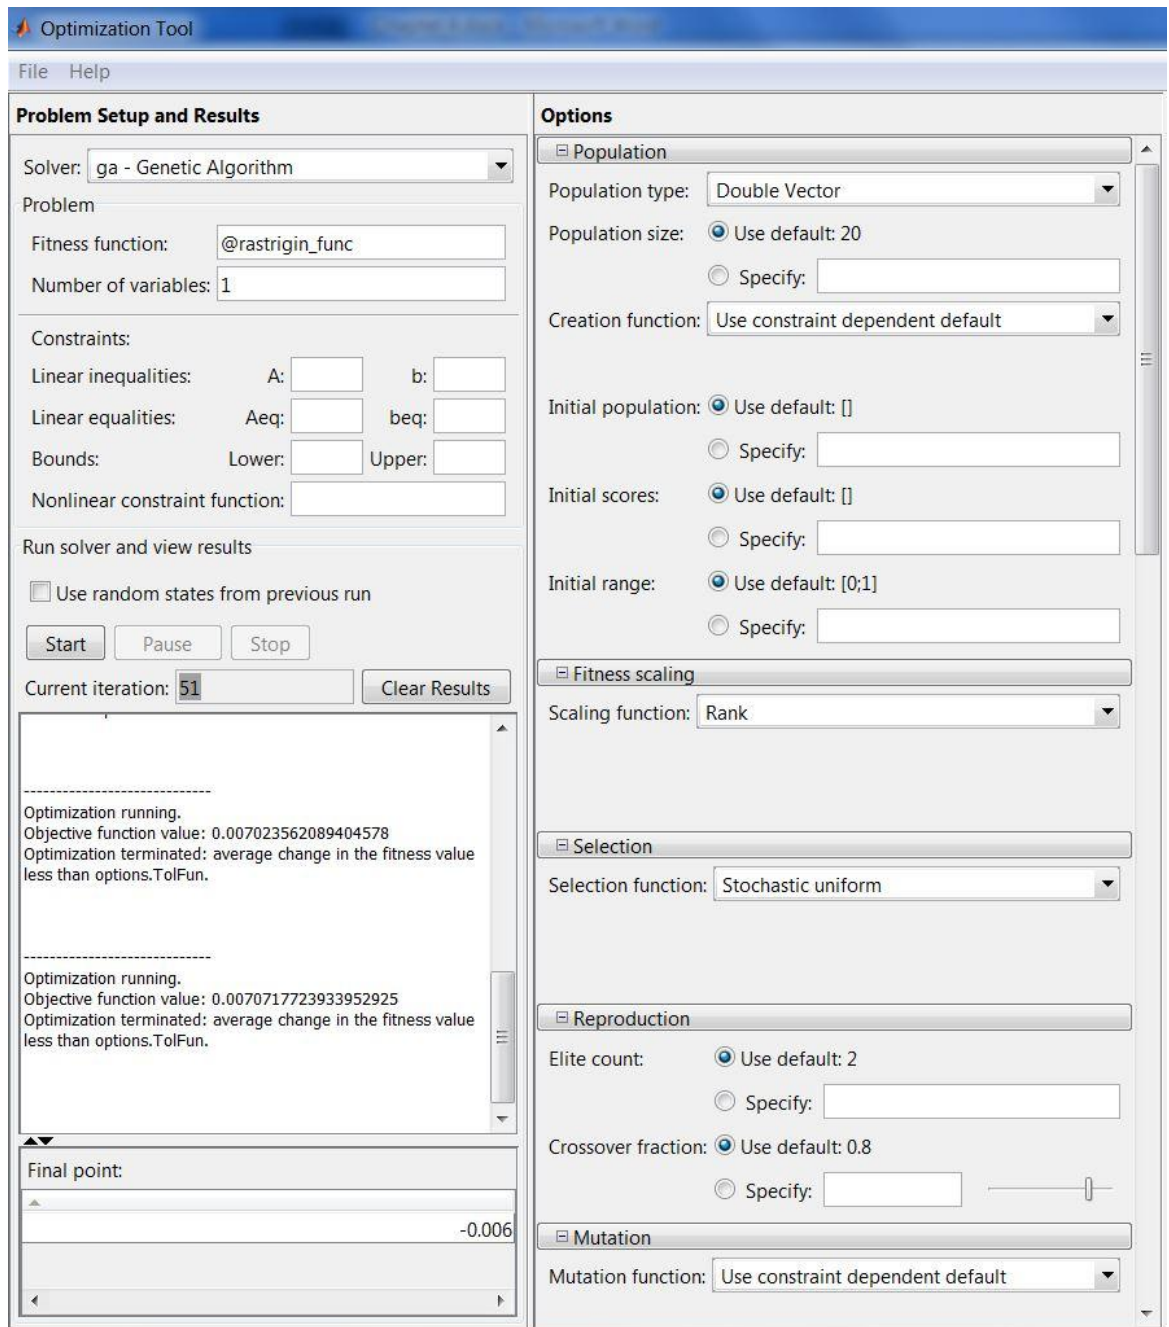 Optimization Tool
File Help
Problem Setup and Results
Solver: ga - Genetic Algorithm
Problem
Fitness function: @rastrigin_func
Number of variables: 1
Constraints:
Linear inequalities: A: b:
Linear equalities: Aeq: beq:
Bounds: Lower: Upper:
Nonlinear constraint function:
Run solver and view results
Use random states from previous run
Start Pause Stop
Current iteration: 51 Clear Results
------------------------------
Optimization running.
Objective function value: 0.007023562089404578
Optimization terminated: average change in the fitness value
less than options.TolFun.
------------------------------
Optimization running.
Objective function value: 0.0070717723933952925
Optimization terminated: average change in the fitness value
less than options.TolFun.
Final point:
-0.006
Options
Population
Population type: Double Vector
Population size: Use default: 20
Specify:
Creation function: Use constraint dependent default
Initial population: Use default: []
Specify:
Initial scores: Use default: []
Specify:
Initial range: Use default: [0;1]
Specify:
Fitness scaling
Scaling function: Rank
Selection
Selection function: Stochastic uniform
Reproduction
Elite count: Use default: 2
Specify:
Crossover fraction: Use default: 0.8
Specify:
Mutation
Mutation function: Use constraint dependent default